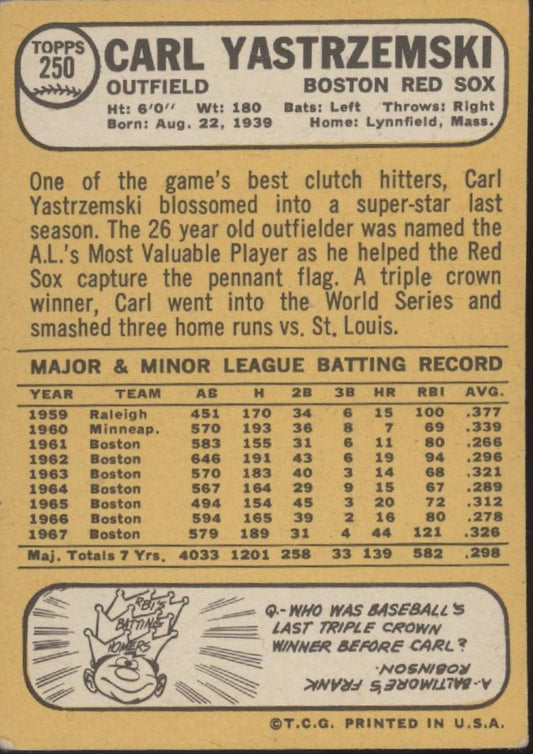 TOPPS
250
CARL YASTRZEMSKI
OUTFIELD BOSTON RED SOX
Ht: 6'0" Wt: 180 Bats: Left Throws: Right
Born: Aug. 22, 1939 Home: Lynnfield, Mass.
One of the game's best clutch hitters, Carl
Yastrzemski blossomed into a super-star last
season. The 26 year old outfielder was named the
A.L.'s Most Valuable Player as he helped the Red
Sox capture the pennant flag. A triple crown
winner, Carl went into the World Series and
smashed three home runs vs. St. Louis.
MAJOR & MINOR LEAGUE BATTING RECORD
YEAR TEAM AB H 2B 3B HR RBI AVG.
1959 Raleigh 451 170 34 6 15 100 .377
1960 Minneap. 570 193 36 8 7 69 .339
1961 Boston 583 155 31 6 11 80 .266
1962 Boston 646 191 43 6 19 94 .296
1963 Boston 570 183 40 3 14 68 .321
1964 Boston 567 164 29 9 15 67 .289
1965 Boston 494 154 45 3 20 72 .312
1966 Boston 594 165 39 2 16 80 .278
1967 Boston 579 189 31 4 44 121 .326
Maj. Totals 7 Yrs. 4033 1201 258 33 139 582 .298
RBI'S
BATTING
HOMERS
Q.- WHO WAS BASEBALL'S
LAST TRIPLE CROWN
WINNER BEFORE CARL?
A- BALTIMORE'S FRANK
ROBINSON.
©T.C.G. PRINTED IN U.S.A.